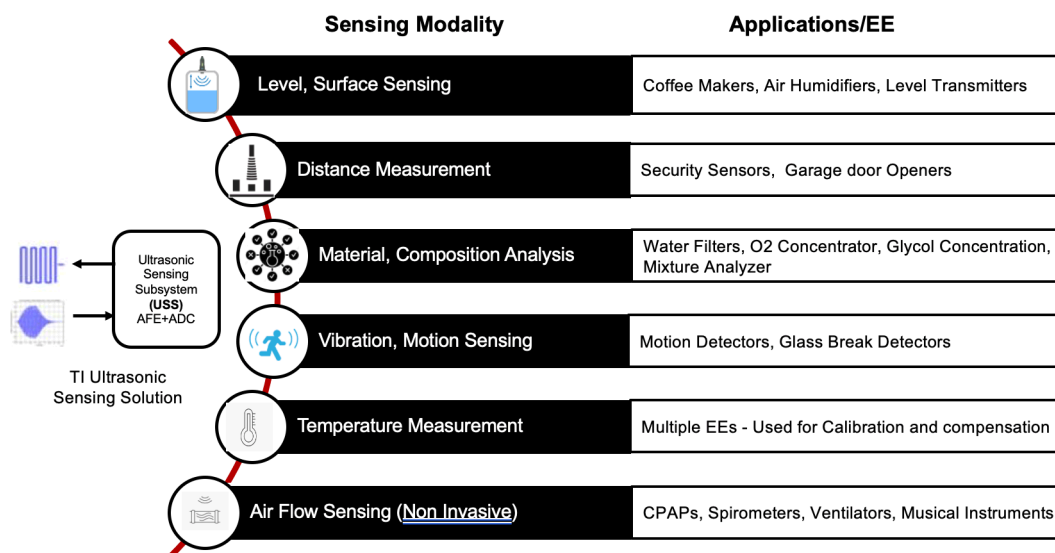 Sensing Modality
Applications/EE
Level, Surface Sensing
Coffee Makers, Air Humidifiers, Level Transmitters
Distance Measurement
Security Sensors,  Garage door Openers
Material, Composition Analysis
Water Filters, O2 Concentrator, Glycol Concentration,
Mixture Analyzer
Vibration, Motion Sensing
Motion Detectors, Glass Break Detectors
Temperature Measurement
Multiple EEs - Used for Calibration and compensation
Air Flow Sensing (Non Invasive)
CPAPs, Spirometers, Ventilators, Musical Instruments
Ultrasonic
Sensing
Subsystem
(USS)
AFE+ADC
TI Ultrasonic
Sensing Solution